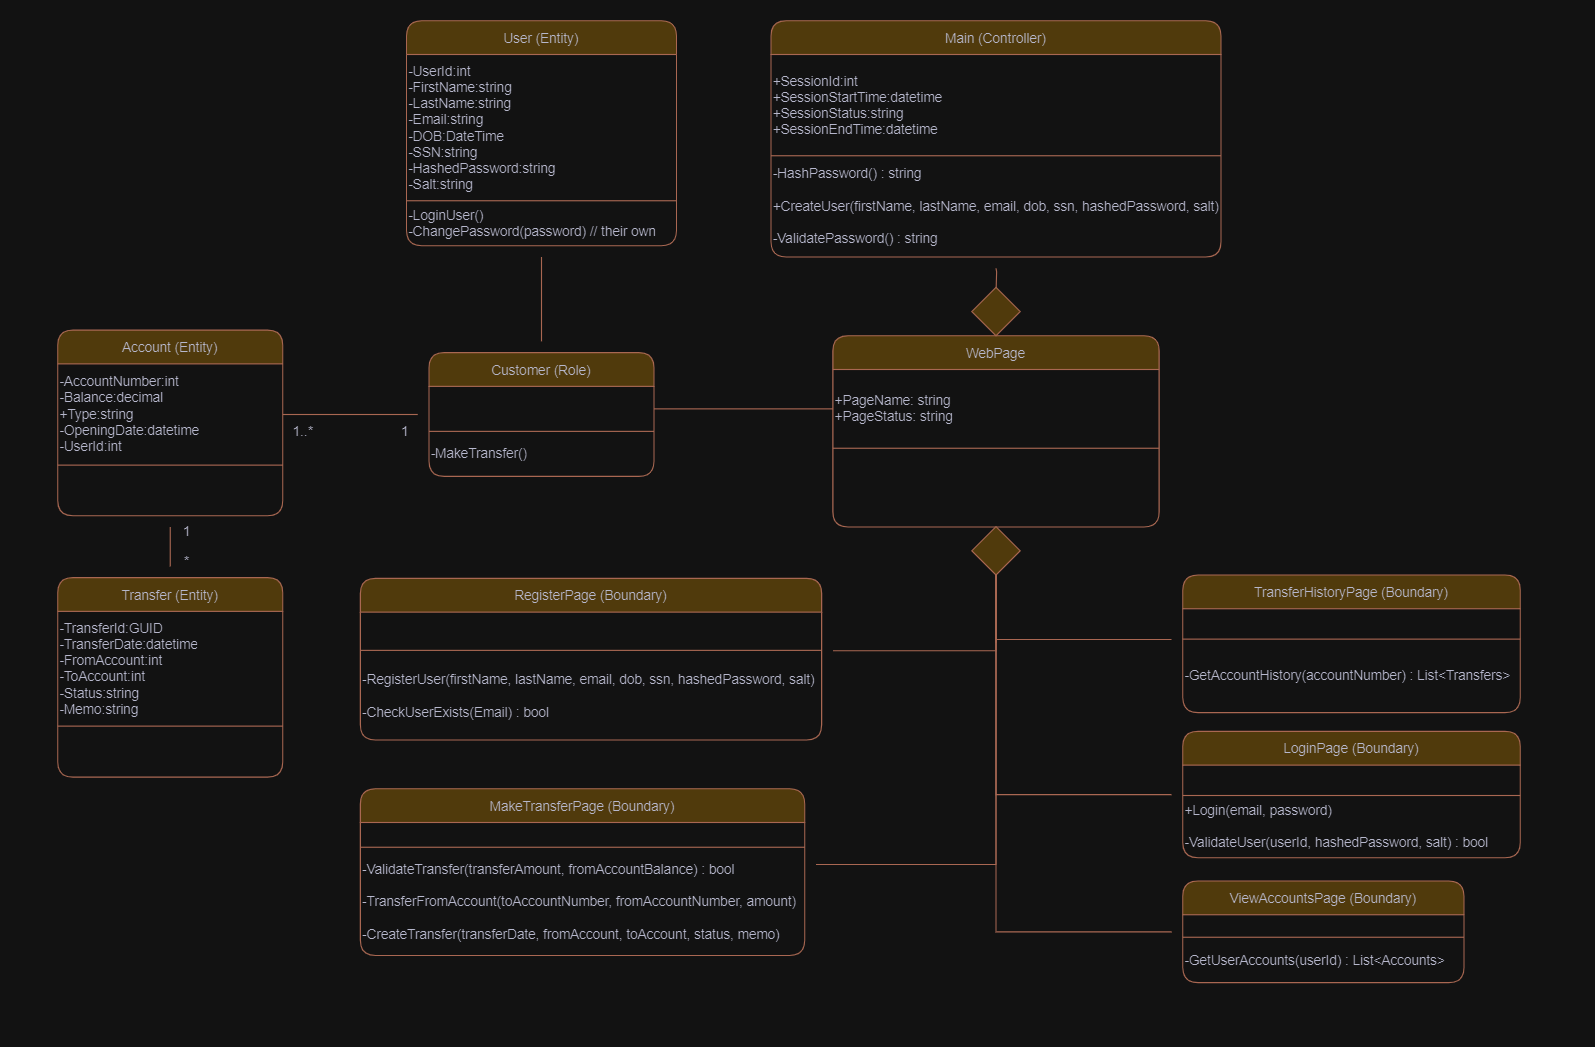 User (Entity)
-UserId:int
-FirstName:string
-LastName:string
-Email:string
-DOB:DateTime
-SSN:string
-HashedPassword:string
-Salt:string
-LoginUser()
-ChangePassword(password) // their own
Main (Controller)
+SessionId:int
+SessionStartTime:datetime
+SessionStatus:string
+SessionEndTime:datetime
-HashPassword() : string
+CreateUser(firstName, lastName, email, dob, ssn, hashedPassword, salt)
-ValidatePassword() : string
Account (Entity)
-AccountNumber:int
-Balance:decimal
+Type:string
-OpeningDate:datetime
-UserId:int
1..*
1
Customer (Role)
-MakeTransfer()
WebPage
+PageName: string
+PageStatus: string
1
*
Transfer (Entity)
-TransferId:GUID
-TransferDate:datetime
-FromAccount:int
-ToAccount:int
-Status:string
-Memo:string
RegisterPage (Boundary)
-RegisterUser(firstName, lastName, email, dob, ssn, hashedPassword, salt)
-CheckUserExists(Email) : bool
TransferHistoryPage (Boundary)
-GetAccountHistory(accountNumber) : List<Transfers>
LoginPage (Boundary)
+Login(email, password)
-ValidateUser(userId, hashedPassword, salt) : bool
MakeTransferPage (Boundary)
-ValidateTransfer(transferAmount, fromAccountBalance) : bool
-TransferFromAccount(toAccountNumber, fromAccountNumber, amount)
-CreateTransfer(transferDate, fromAccount, toAccount, status, memo)
ViewAccountsPage (Boundary)
-GetUserAccounts(userId) : List<Accounts>